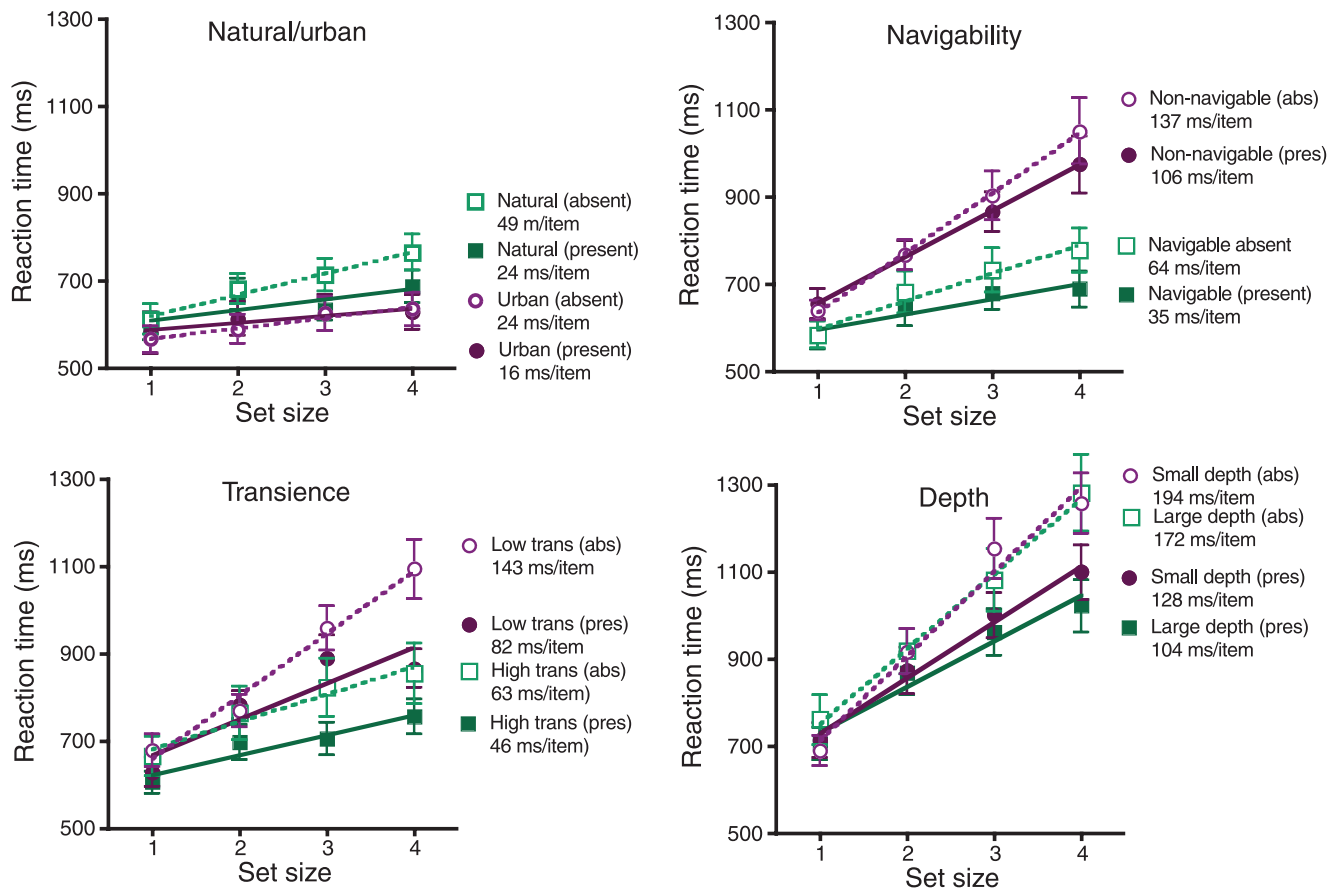 Natural/urban
Reaction time (ms)
1300
1100
900
700
500
1 2 3 4
Set size
Natural (absent)
49 m/item
Natural (present)
24 ms/item
Urban (absent)
24 ms/item
Urban (present)
16 ms/item
Navigability
Reaction time (ms)
1300
1100
900
700
500
1 2 3 4
Set size
Non-navigable (abs)
137 ms/item
Non-navigable (pres)
106 ms/item
Navigable absent
64 ms/item
Navigable (present)
35 ms/item
Transience
Reaction time (ms)
1300
1100
900
700
500
1 2 3 4
Set size
Low trans (abs)
143 ms/item
Low trans (pres)
82 ms/item
High trans (abs)
63 ms/item)
High trans (pres)
46 ms/item)
Depth
Reaction time (ms)
1300
1100
900
700
500
1 2 3 4
Set size
Small depth (abs)
194 ms/item
Large depth (abs)
172 ms/item
Small depth (pres)
128 ms/item
Large depth (pres)
104 ms/item